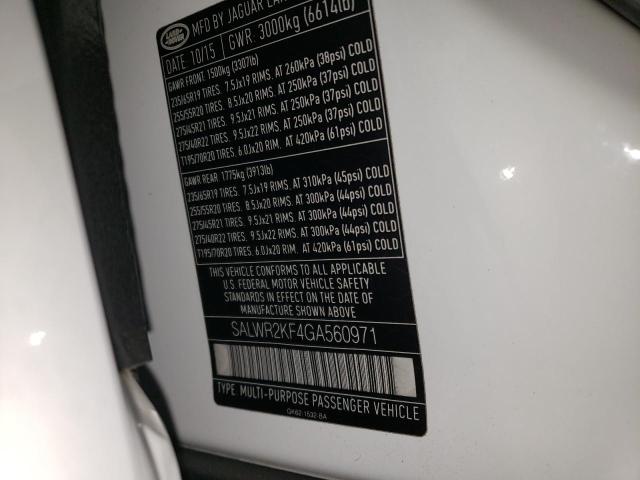 LAND ROVER
MFD BY JAGUAR LAN
DATE 10/15 GWR: 3000kg (6614lb)
GAWR FRONT. 1500kg (3307lb)
235/65R19 TIRES. 7.5Jx19 RIMS. AT 260kPa (38psi) COLD
255/55R20 TIRES. 8.5Jx20 RIMS. AT 250kPa (37psi) COLD
275/45R21 TIRES. 9.5Jx21 RIMS. AT 250kPa (37psi) COLD
275/40R22 TIRES. 9.5Jx22 RIMS. AT 250kPa (37psi) COLD
T195/70R20 TIRES. 6.0Jx20 RIM. AT 420kPa (61psi) COLD
GAWR REAR. 1775kg (3913lb)
235/65R19 TIRES. 7.5Jx19 RIMS. AT 310kPa (45psi) COLD
255/55R20 TIRES. 8.5Jx20 RIMS. AT 300kPa (44psi) COLD
275/45R21 TIRES. 9.5Jx21 RIMS. AT 300kPa (44psi) COLD
275/40R22 TIRES. 9.5Jx22 RIMS. AT 300kPa (44psi) COLD
T195/70R20 TIRES. 6.0Jx20 RIM. AT 420kPa (61psi) COLD
THIS VEHICLE CONFORMS TO ALL APPLICABLE
U.S. FEDERAL MOTOR VEHICLE SAFETY
STANDARDS IN EFFECT ON THE DATE OF
MANUFACTURE SHOWN ABOVE
SALWR2KF4GA560971
TYPE MULTI-PURPOSE PASSENGER VEHICLE
GK62-1532-BA